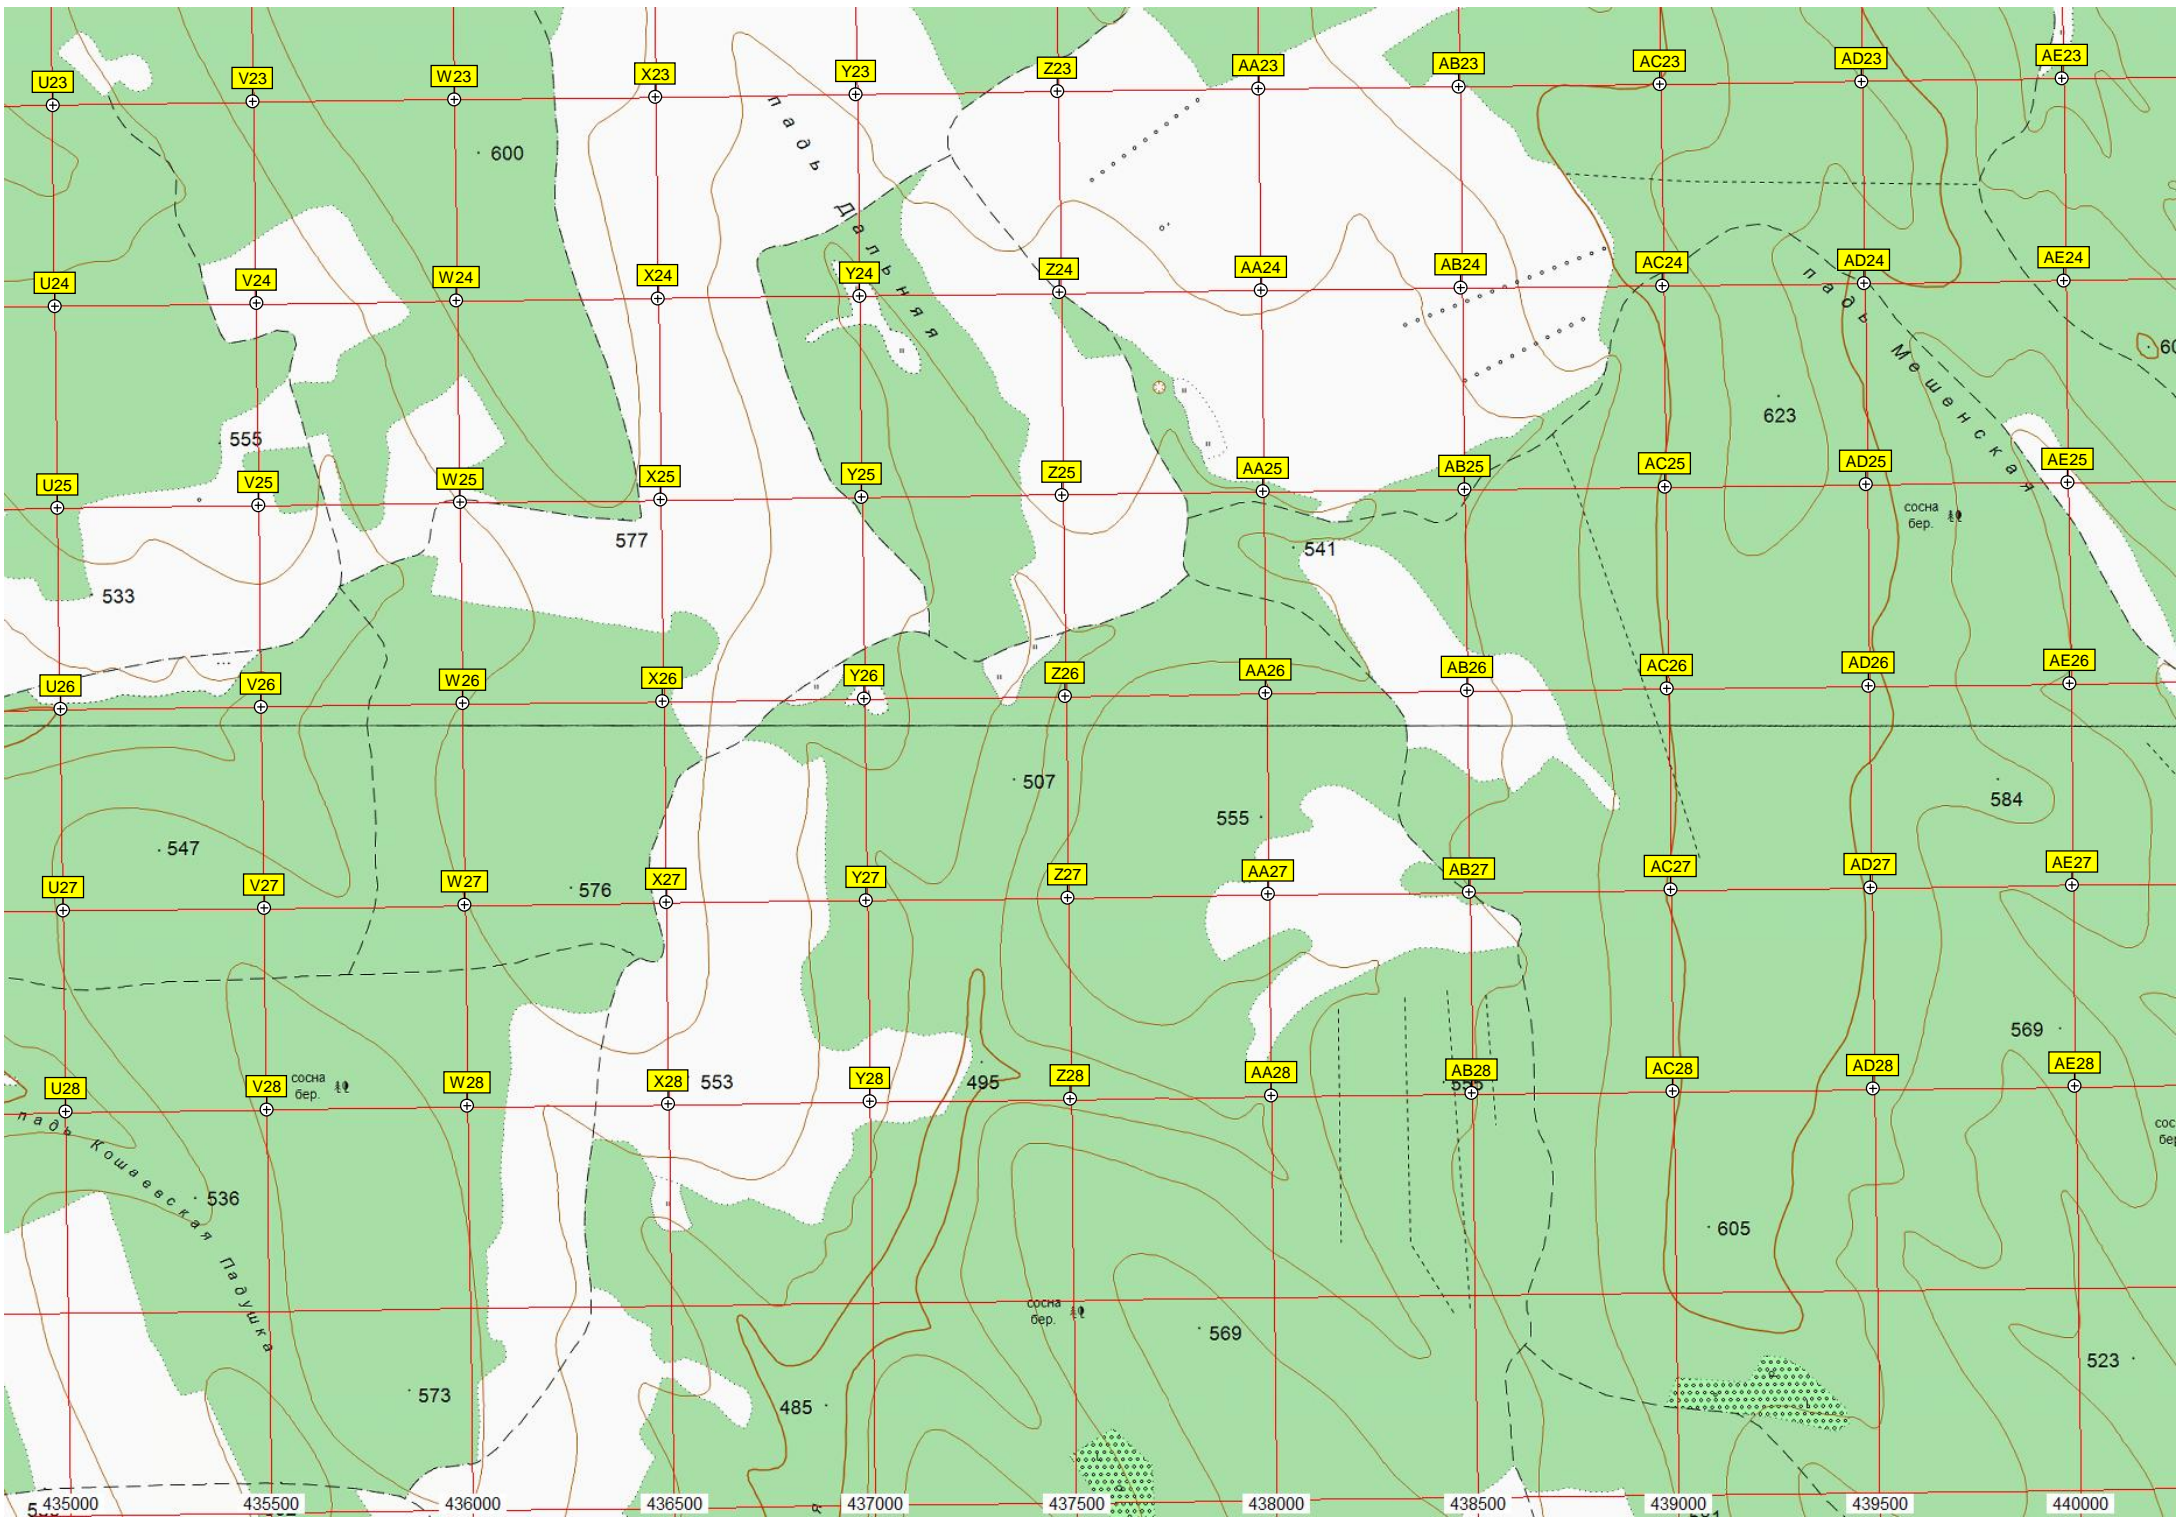 U23 V23 W23 X23 Y23 Z23 AA23 AB23 AC23 AD23 AE23
600
падь Дальняя
U24 V24 W24 X24 Y24 Z24 AA24 AB24 AC24 AD24 AE24
падь Мешенская
623
555
U25 V25 W25 X25 Y25 Z25 AA25 AB25 AC25 AD25 AE25
сосна
бер.
577
541
533
U26 V26 W26 X26 Y26 Z26 AA26 AB26 AC26 AD26 AE26
507
584
555
547
576
U27 V27 W27 X27 Y27 Z27 AA27 AB27 AC27 AD27 AE27
569
сосна
бер.
553
495
U28 V28 W28 X28 Y28 Z28 AA28 AB28 AC28 AD28 AE28
падь Кошаевская Падушка
536
605
сосна
бер.
569
523
573
485
435000 435500 436000 436500 437000 437500 438000 438500 439000 439500 440000